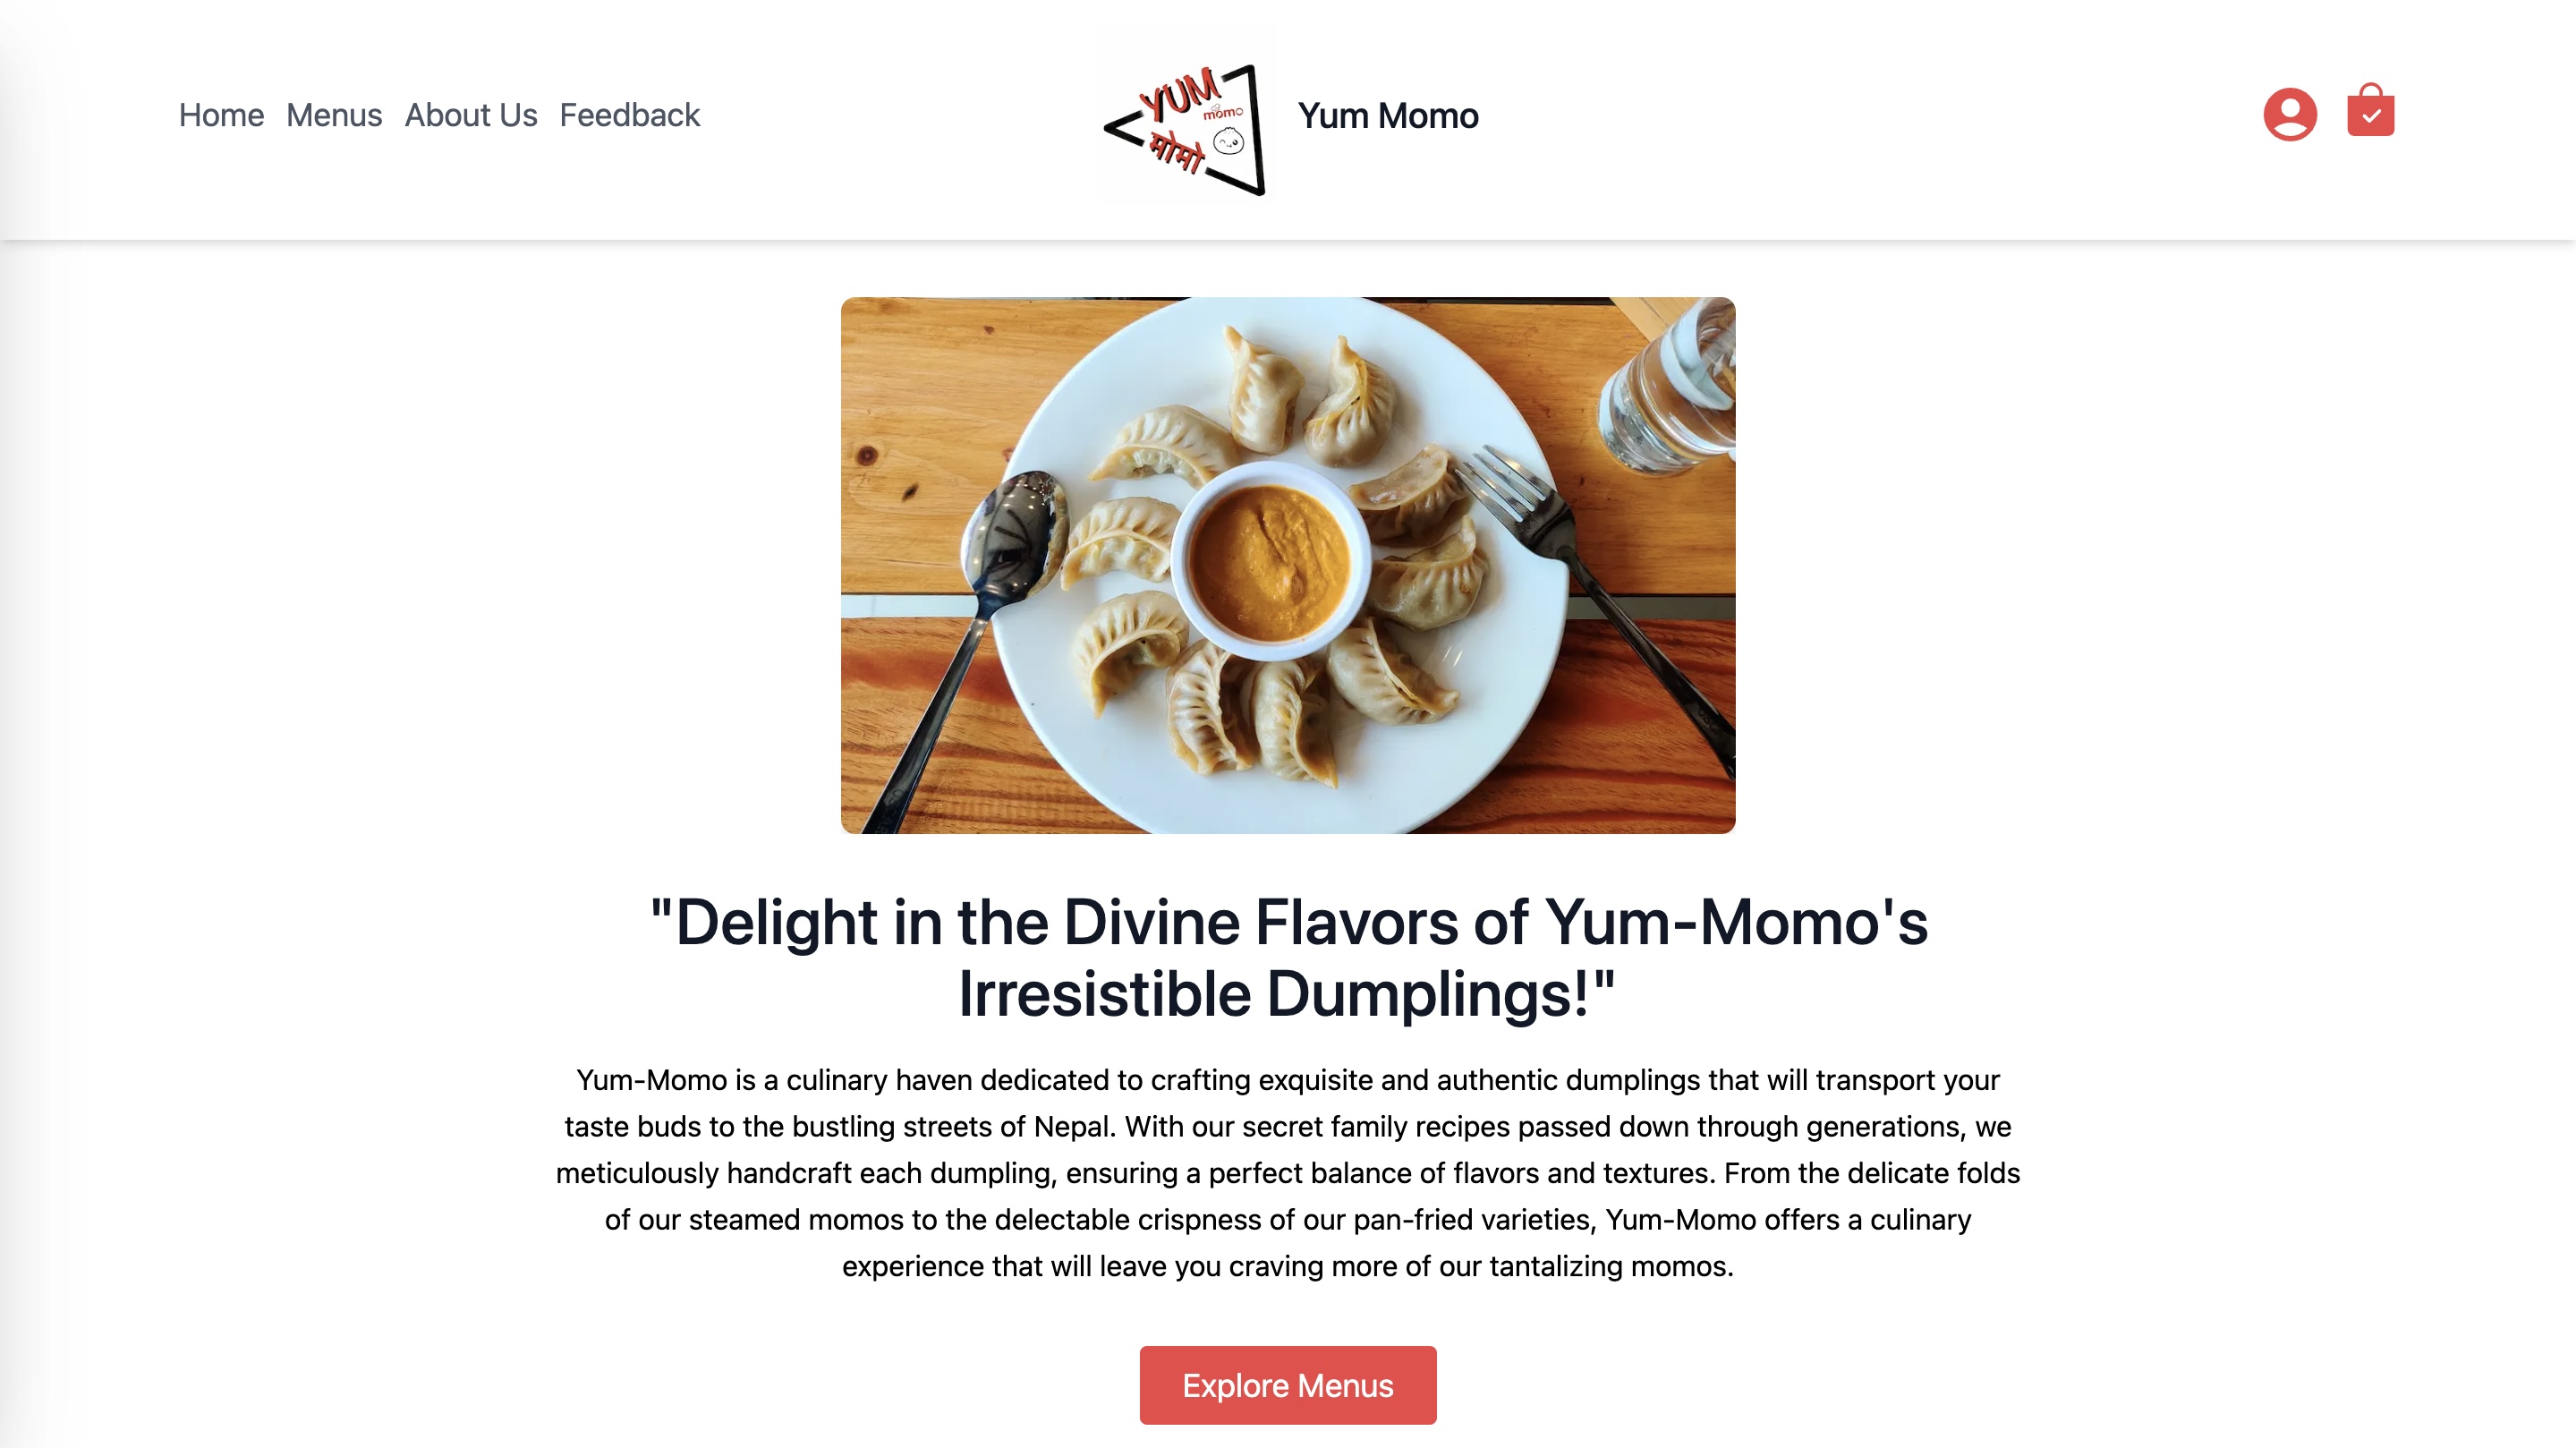 Home Menus About Us Feedback
YUM
momo
मोमो
Yum Momo
"Delight in the Divine Flavors of Yum-Momo's
Irresistible Dumplings!"
Yum-Momo is a culinary haven dedicated to crafting exquisite and authentic dumplings that will transport your
taste buds to the bustling streets of Nepal. With our secret family recipes passed down through generations, we
meticulously handcraft each dumpling, ensuring a perfect balance of flavors and textures. From the delicate folds
of our steamed momos to the delectable crispness of our pan-fried varieties, Yum-Momo offers a culinary
experience that will leave you craving more of our tantalizing momos.
Explore Menus